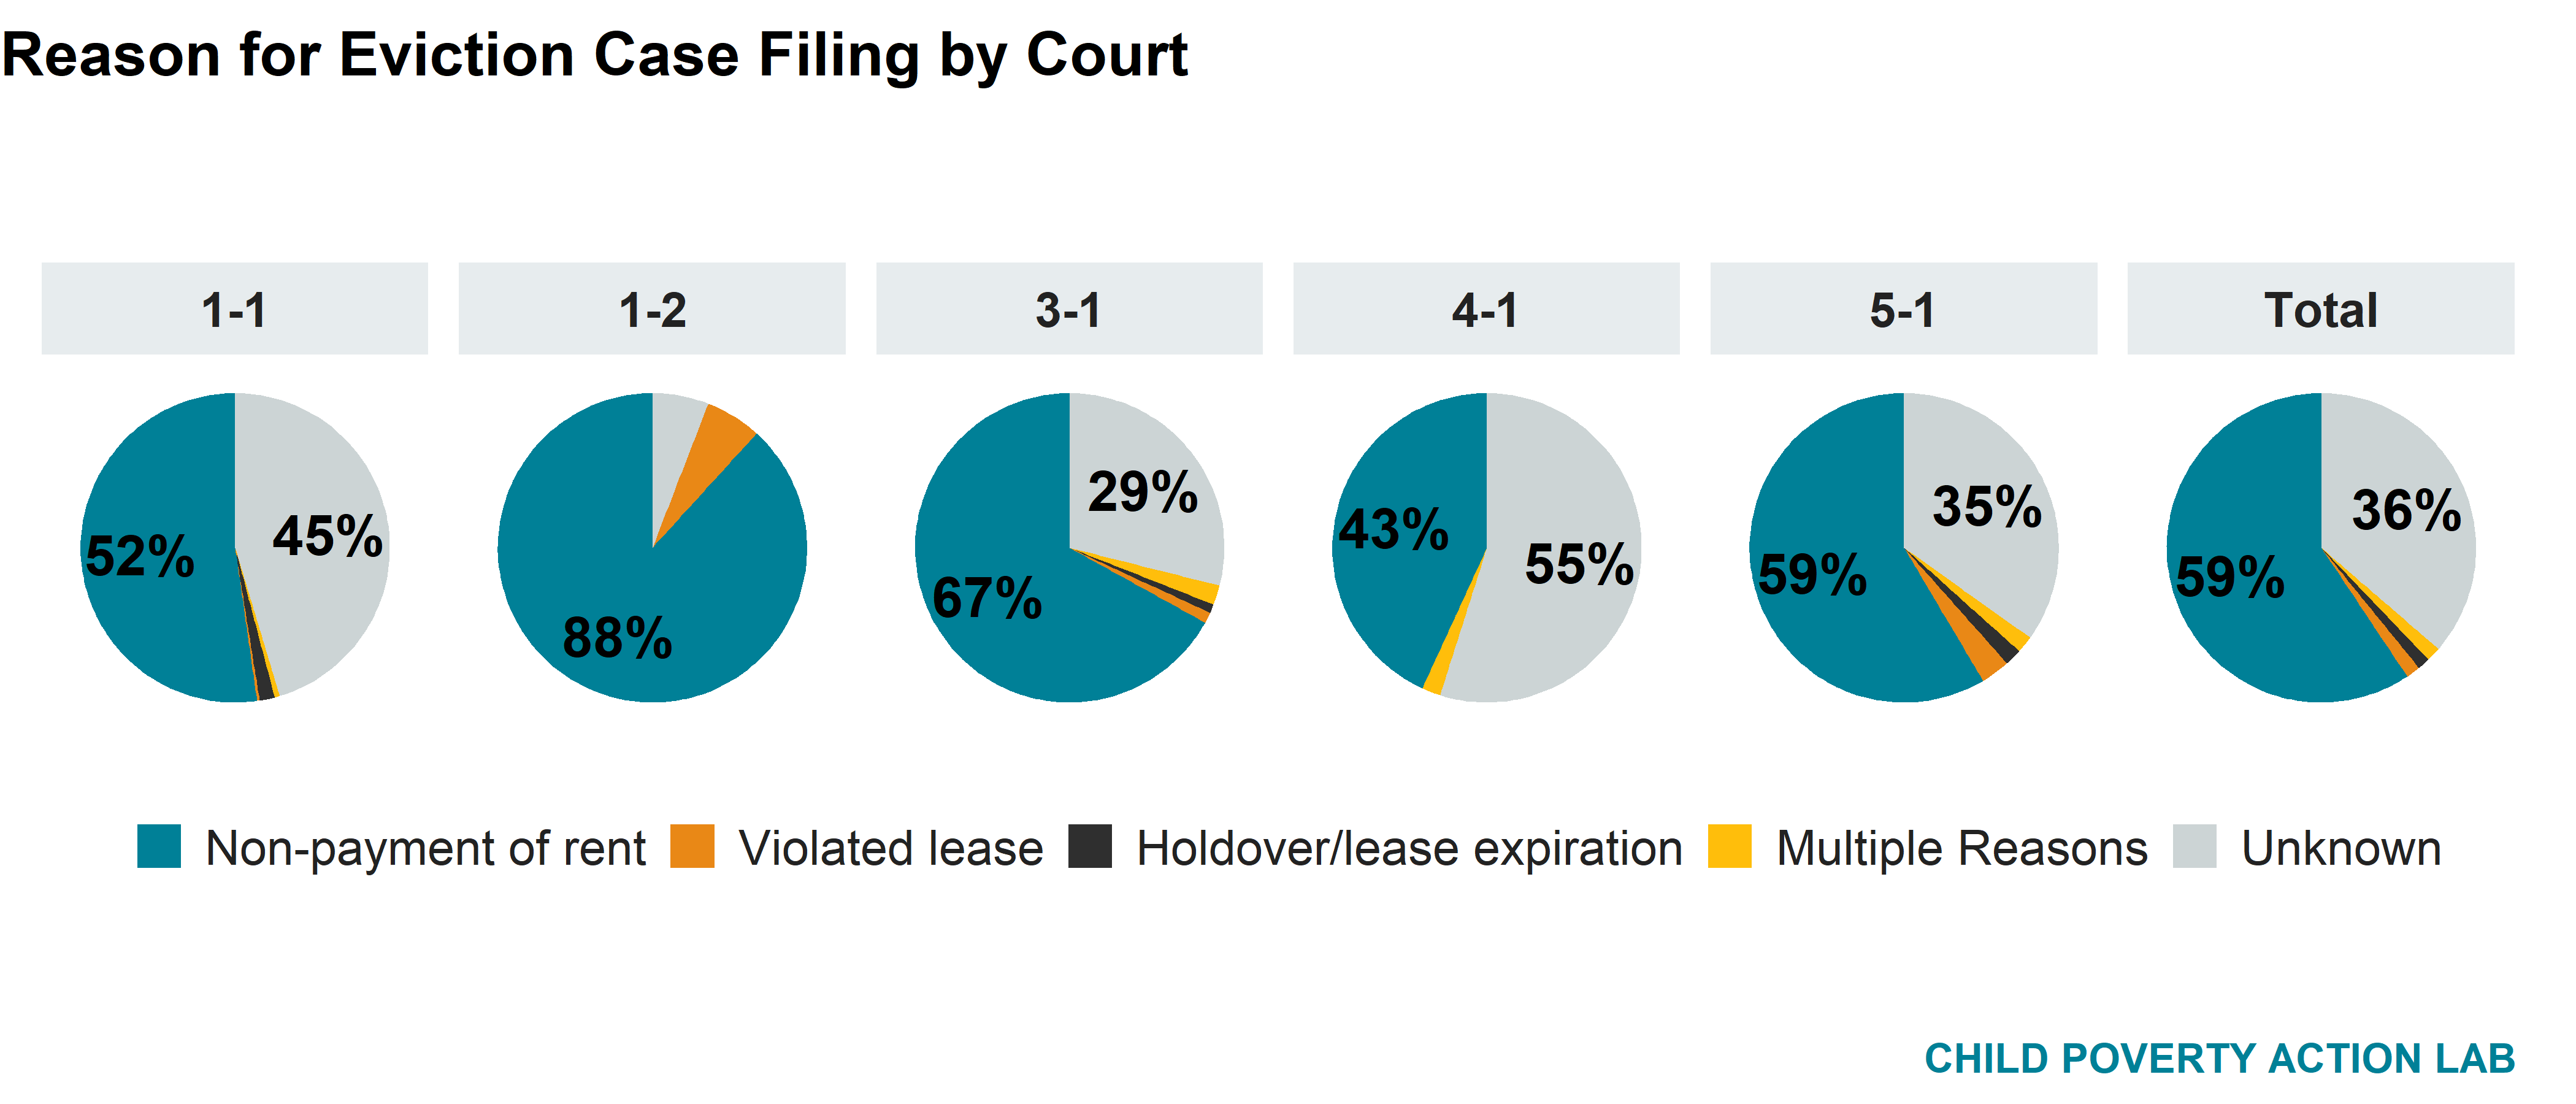 Reason for Eviction Case Filing by Court
1-1 1-2 3-1 4-1 5-1 Total
52% 45% 88% 67% 29% 43% 55% 59% 35% 59% 36%
Non-payment of rent Violated lease Holdover/lease expiration Multiple Reasons Unknown
CHILD POVERTY ACTION LAB